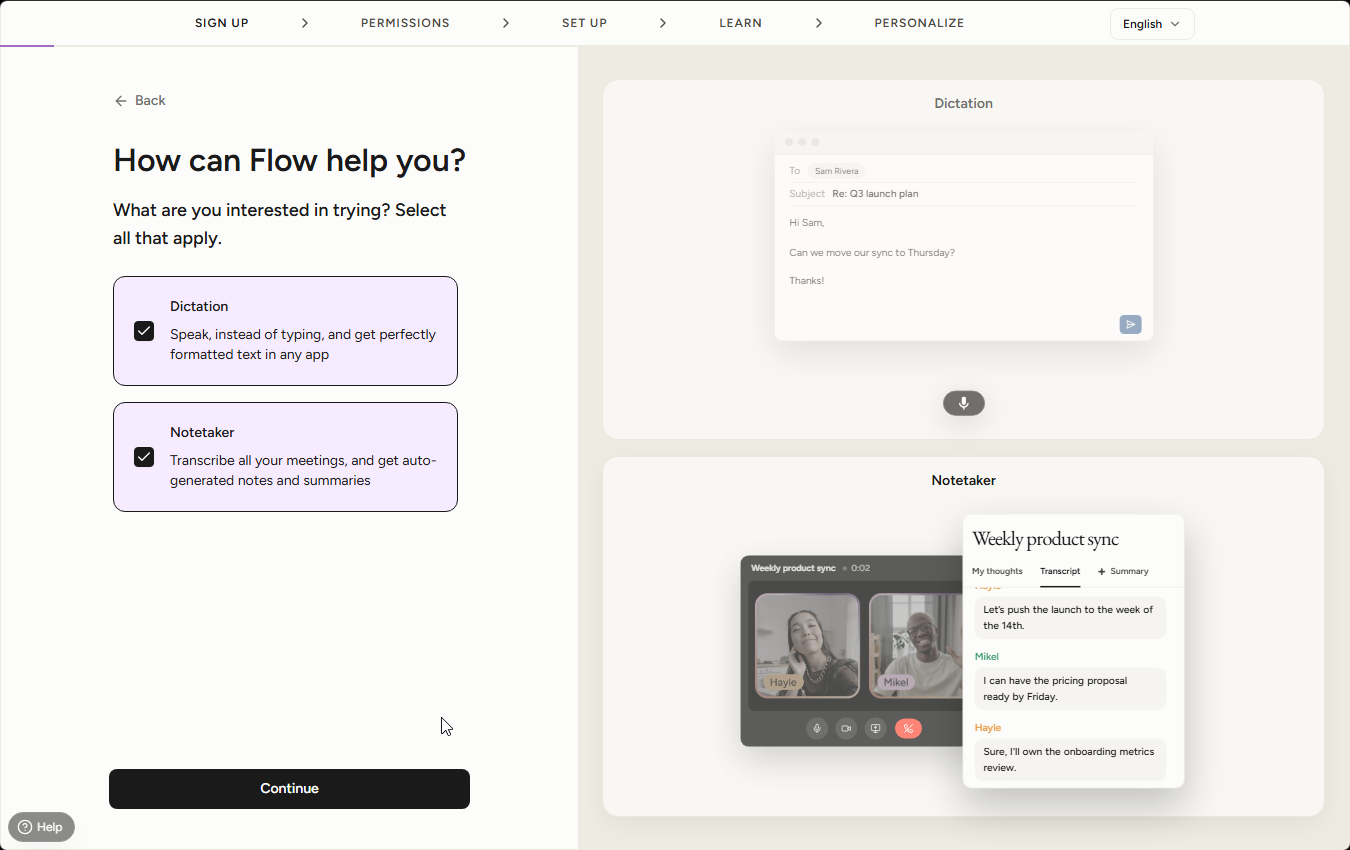 SIGN UP
PERMISSIONS
SET UP
LEARN
PERSONALIZE
English
Back
How can Flow help you?
What are you interested in trying? Select
all that apply.
Dictation
Speak, instead of typing, and get perfectly
formatted text in any app
Notetaker
Transcribe all your meetings, and get auto-
generated notes and summaries
Continue
Help
Dictation
To Sam Rivera
Subject Re: Q3 launch plan
Hi Sam,
Can we move our sync to Thursday?
Thanks!
Notetaker
Weekly product sync 0:02
Hayle
Mikel
Weekly product sync
My thoughts Transcript Summary
Hayle
Let's push the launch to the week of
the 14th.
Mikel
I can have the pricing proposal
ready by Friday.
Hayle
Sure, I'll own the onboarding metrics
review.